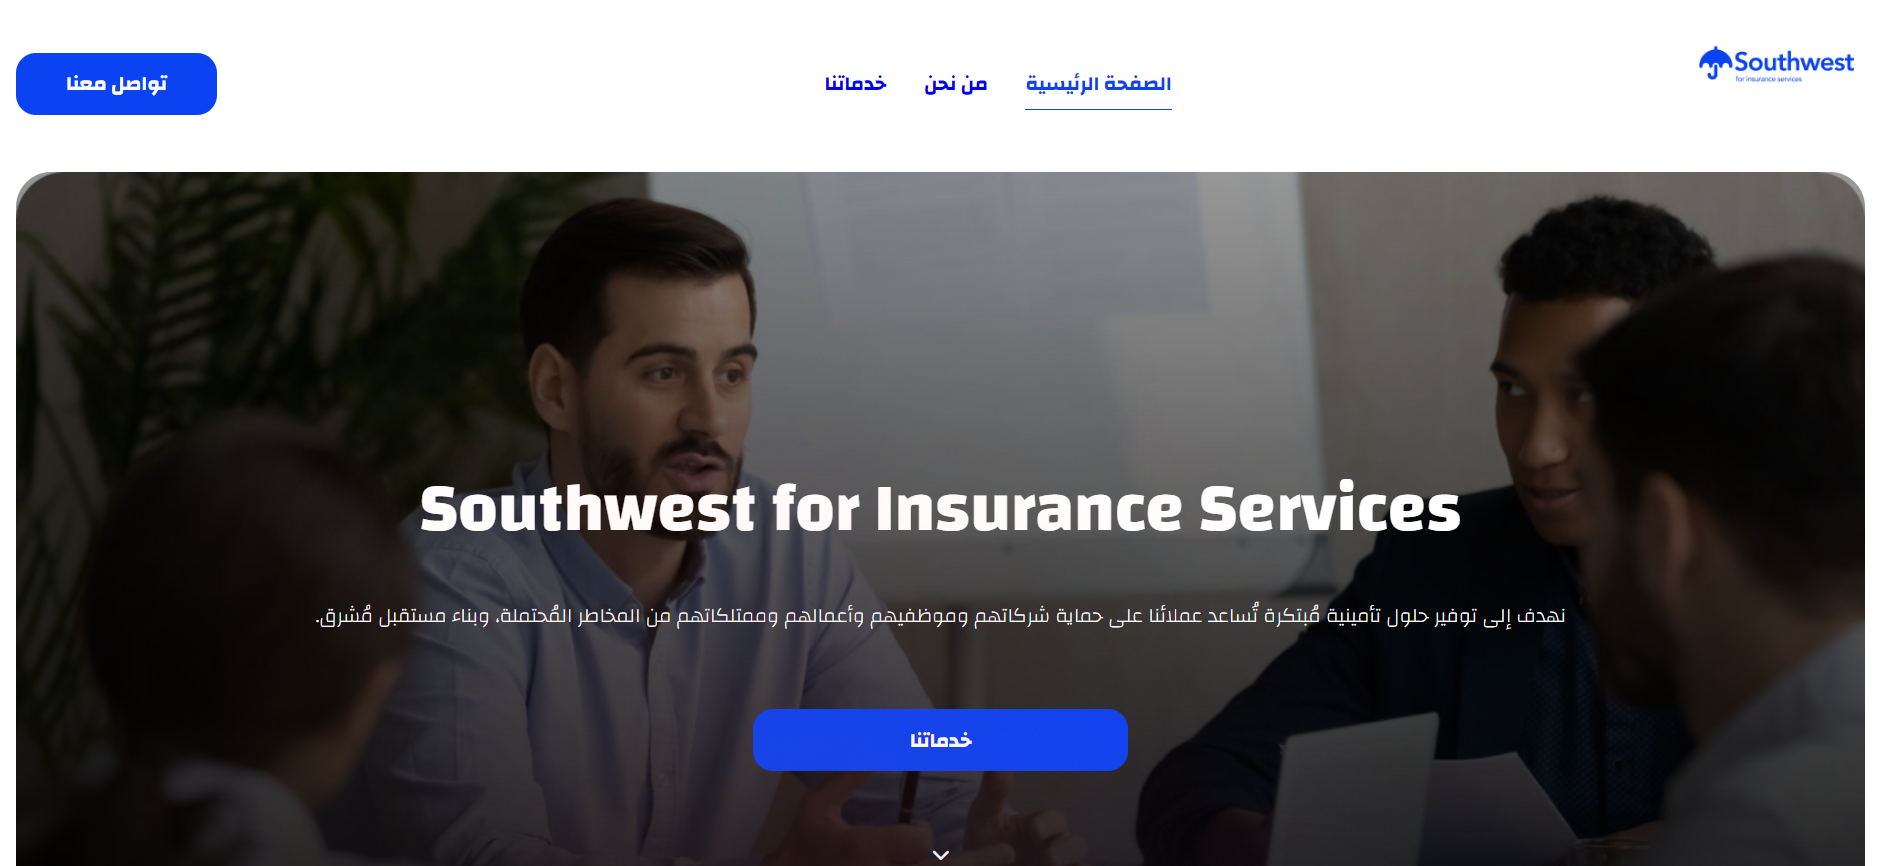 Southwest
for insurance services
الصفحة الرئيسية
من نحن
خدماتنا
تواصل معنا
Southwest for Insurance Services
نهدف إلى توفير حلول تأمينية مُبتكرة تُساعد عملائنا على حماية شركاتهم وموظفيهم وأعمالهم وممتلكاتهم من المخاطر المُحتملة، وبناء مستقبل مُشرق.
خدماتنا